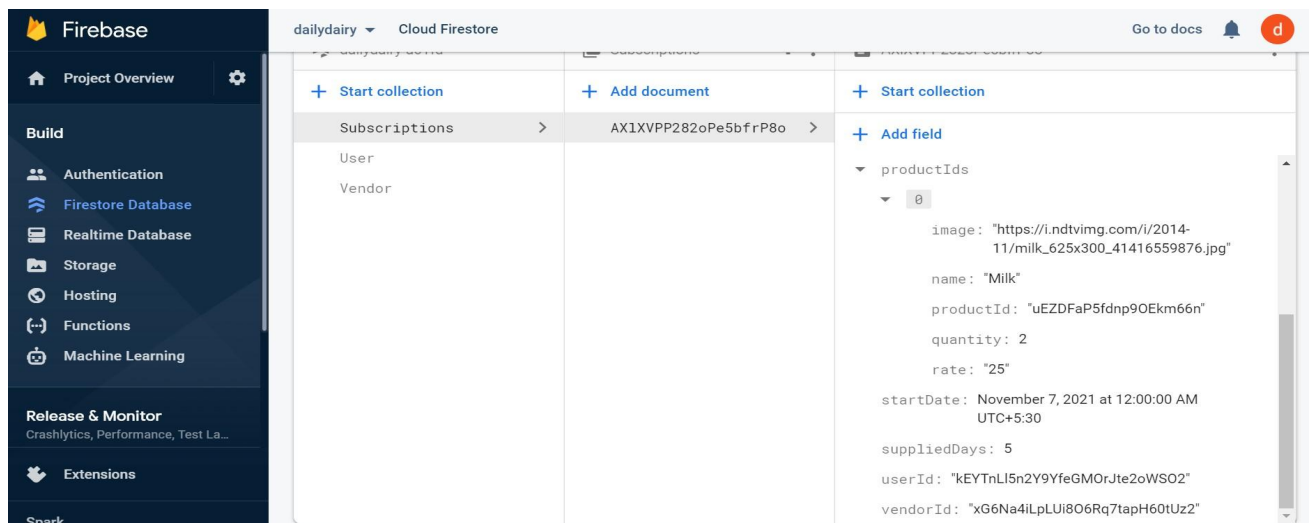 Firebase
dailydairy
Cloud Firestore
Go to docs
d
Project Overview
Build
Authentication
Firestore Database
Realtime Database
Storage
Hosting
Functions
Machine Learning
Release & Monitor
Crashlytics, Performance, Test La...
Extensions
Spark
Subscriptions
+ Start collection
+ Add document
+ Start collection
Subscriptions
User
Vendor
AX1XVPP282oPe5bfrP8o
+ Add field
productIds
0
image: "https://i.ndtvimg.com/i/2014-
11/milk_625x300_41416559876.jpg"
name: "Milk"
productId: "uEZDFaP5fdnp9OEkm66n"
quantity: 2
rate: "25"
startDate: November 7, 2021 at 12:00:00 AM
UTC+5:30
suppliedDays: 5
userId: "kEYTnLl5n2Y9YfeGMOrJte2oWSO2"
vendorId: "xG6Na4iLpLUi8O6Rq7tapH60tUz2"